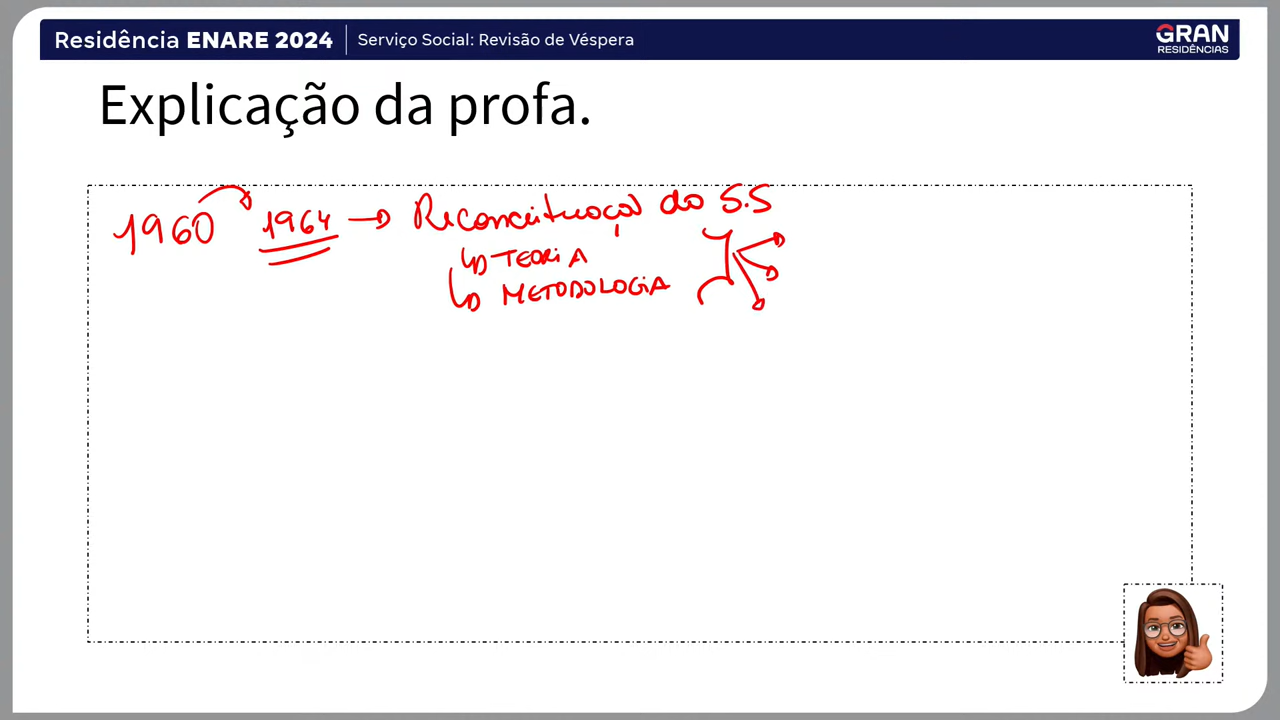 Residência ENARE 2024 | Serviço Social: Revisão de Véspera
GRAN
RESIDÊNCIAS
Explicação da profa.
1960 1964 → Reconceituação do S.S
↳ TEORIA
↳ METODOLOGIA